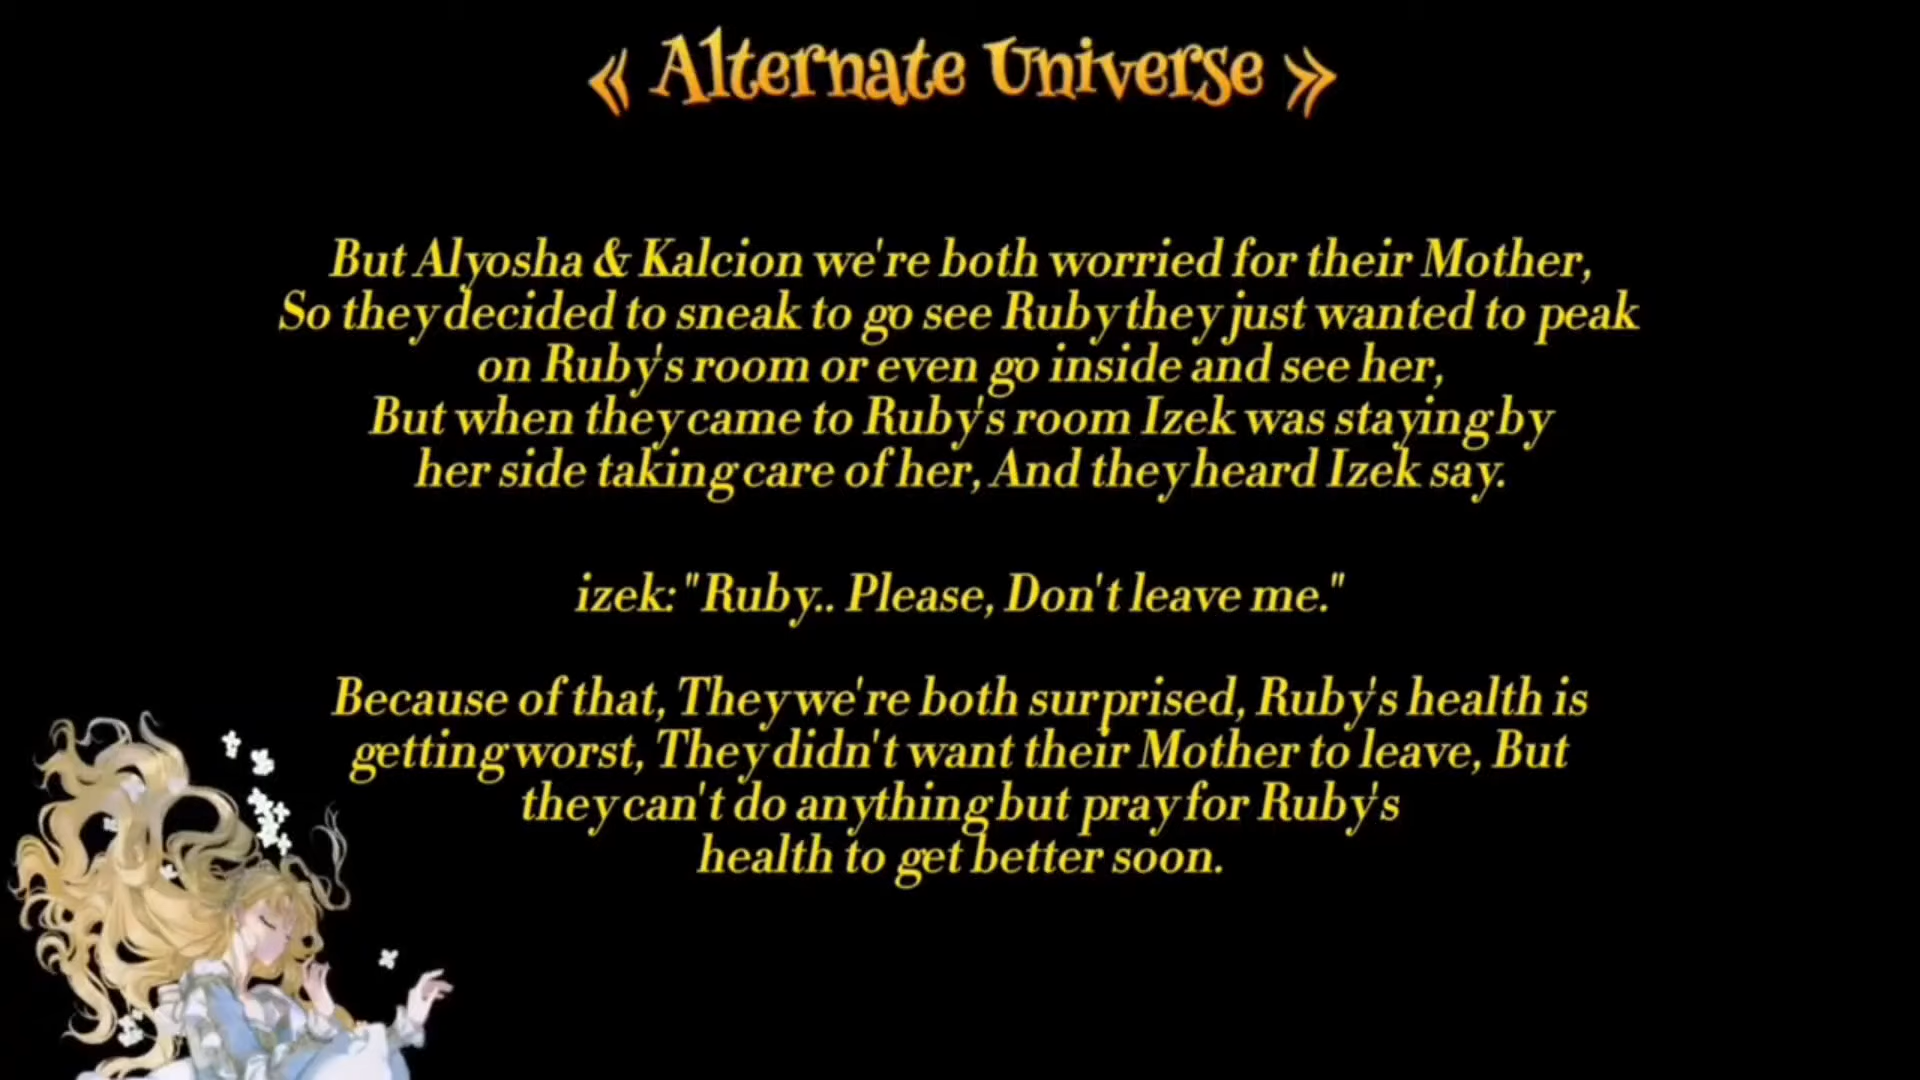 « Alternate Universe »
But Alyosha & Kalcion we're both worried for their Mother,
So they decided to sneak to go see Ruby they just wanted to peak
on Ruby's room or even go inside and see her,
But when they came to Ruby's room Izek was staying by
her side taking care of her, And they heard Izek say.
izek: "Ruby.. Please, Don't leave me."
Because of that, They we're both surprised, Ruby's health is
getting worst, They didn't want their Mother to leave, But
they can't do anything but pray for Ruby's
health to get better soon.